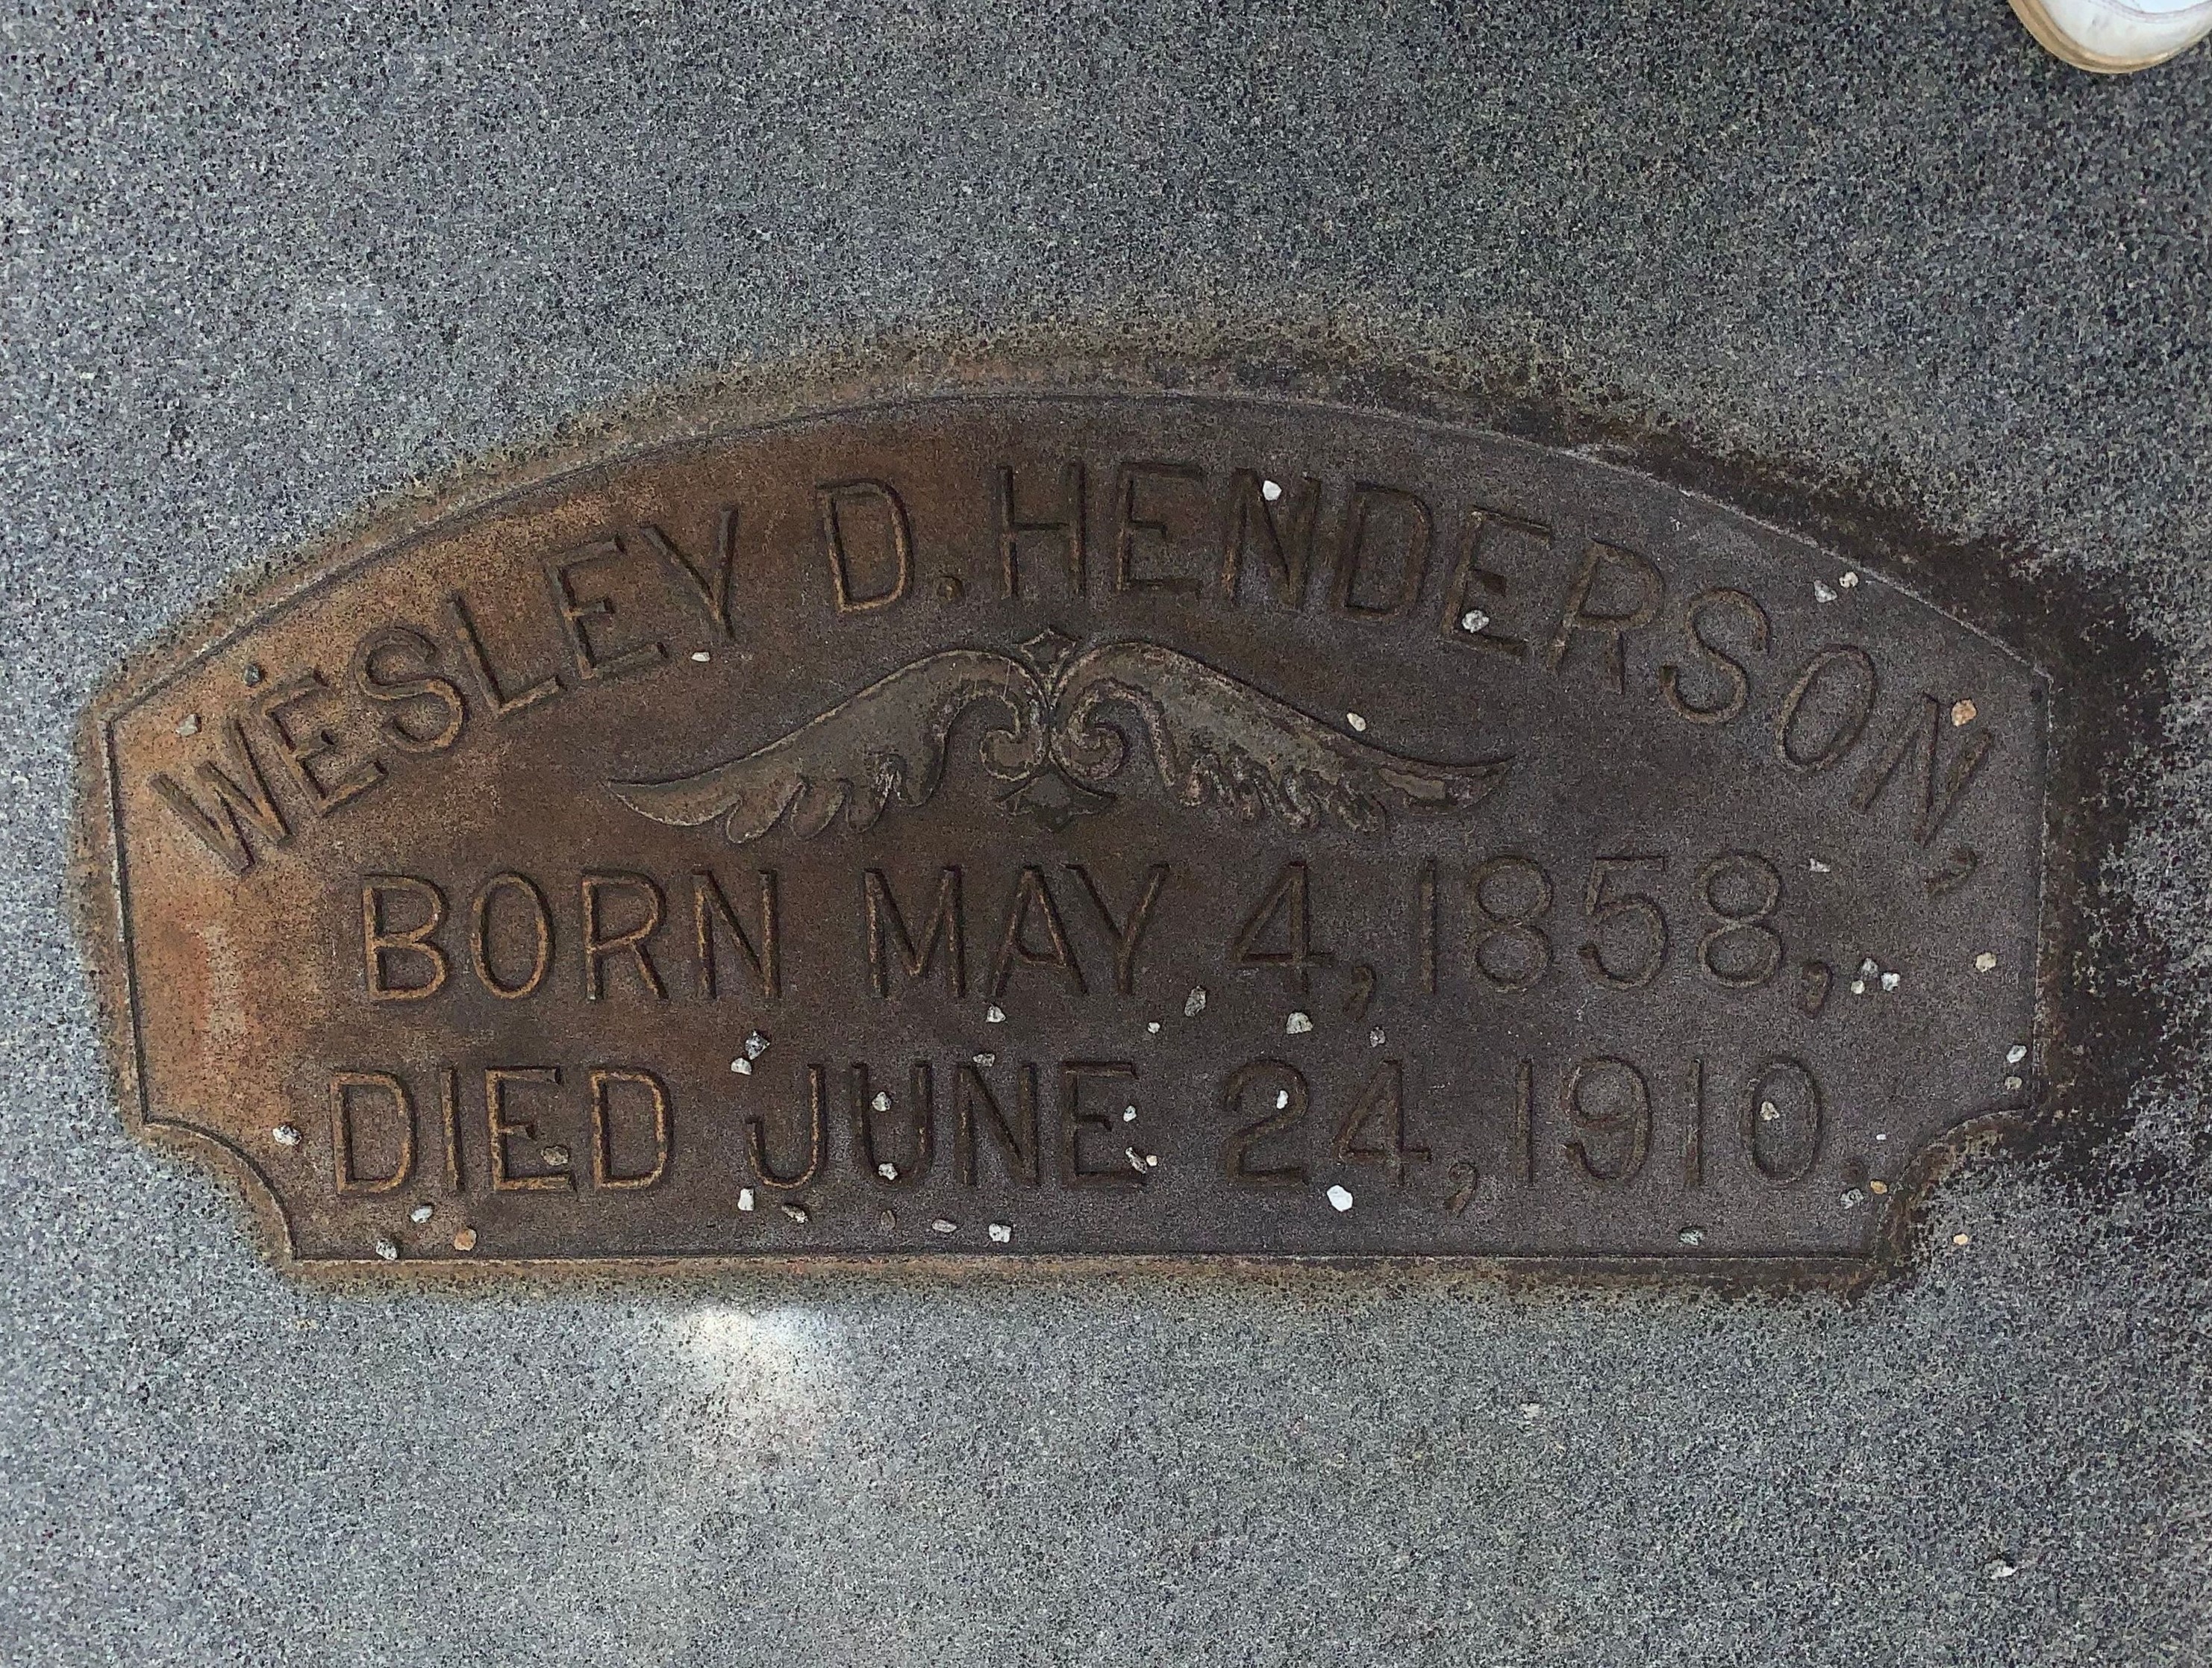 WESLEY D. HENDERSON,
BORN MAY 4, 1858,
DIED JUNE 24, 1910